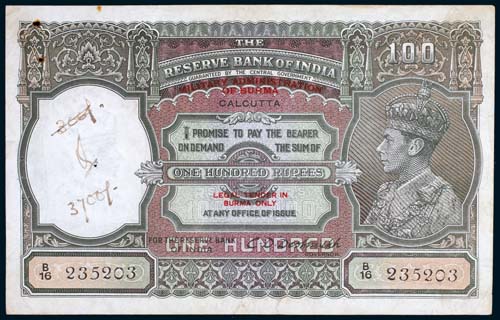 THE
100
RESERVE BANK OF INDIA
GUARANTEED BY THE CENTRAL GOVERNMENT
MILITARY ADMINISTRATION
OF BURMA
CALCUTTA
I PROMISE TO PAY THE BEARER
ON DEMAND THE SUM OF
ONE HUNDRED RUPEES
LEGAL TENDER IN
BURMA ONLY
AT ANY OFFICE OF ISSUE
3700/-
FOR THE RESERVE BANK
OF INDIA
GOVERNOR
HUNDRED
B/16 235203
B/16 235203